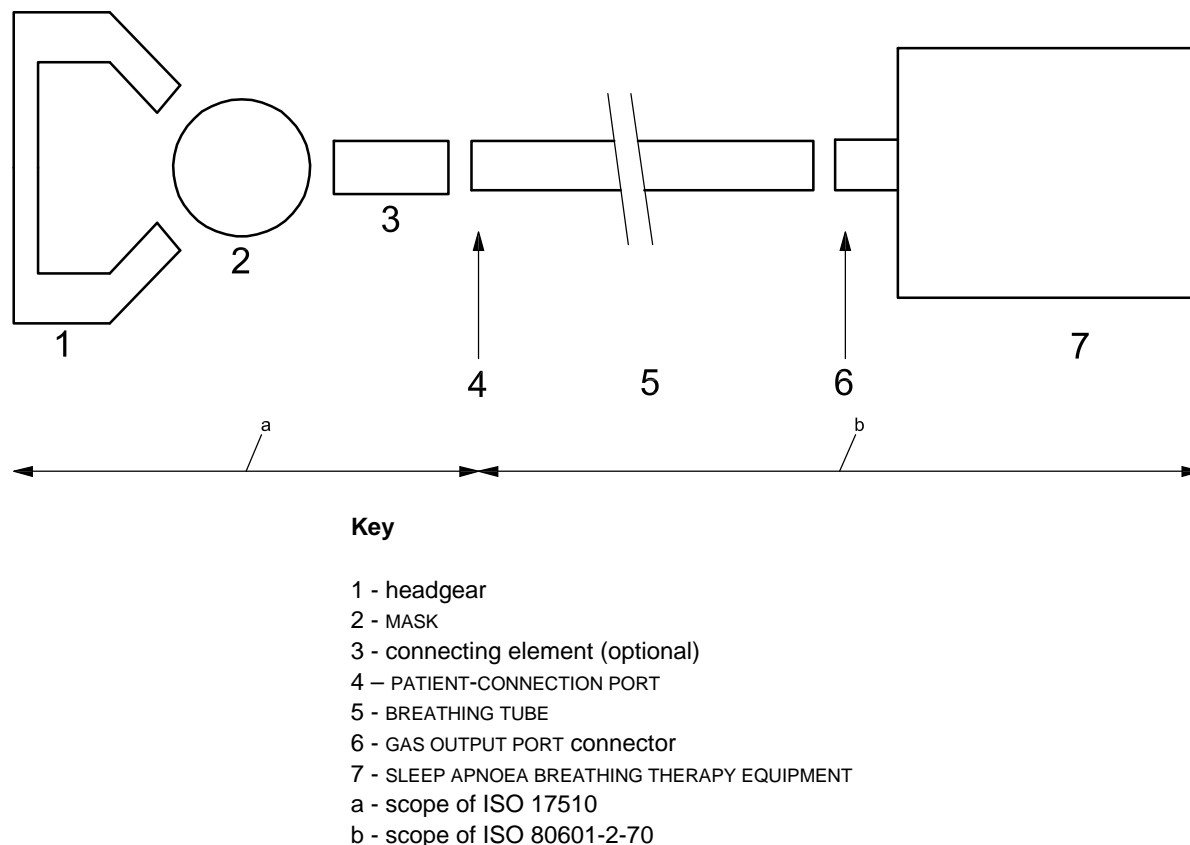 1
2
3
4
5
6
7
a
b
Key
1 - headgear
2 - MASK
3 - connecting element (optional)
4 – PATIENT-CONNECTION PORT
5 - BREATHING TUBE
6 - GAS OUTPUT PORT connector
7 - SLEEP APNOEA BREATHING THERAPY EQUIPMENT
a - scope of ISO 17510
b - scope of ISO 80601-2-70